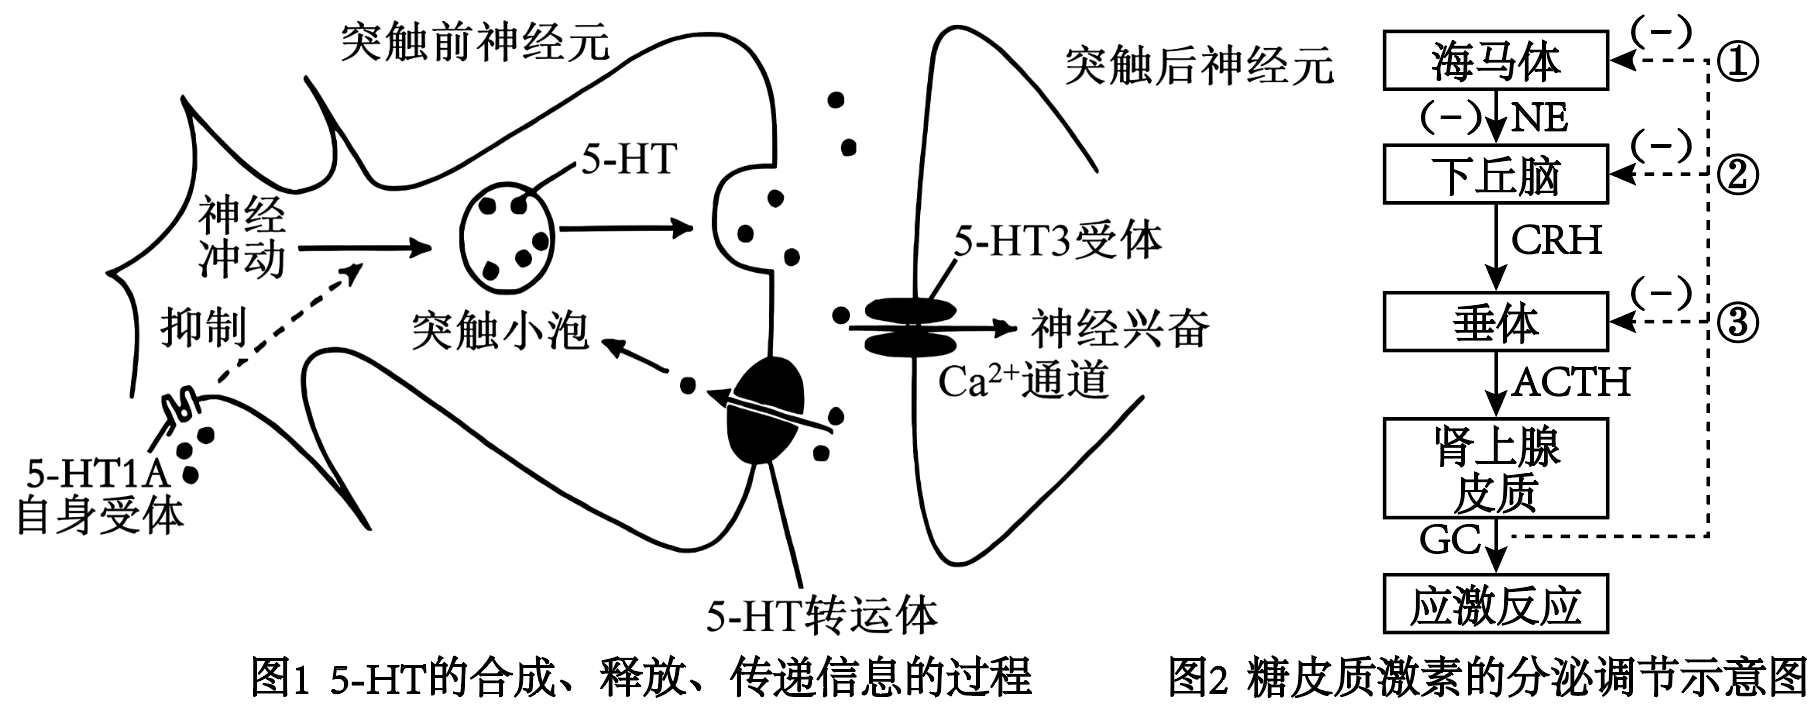 突触前神经元
突触后神经元
5-HT
神经
冲动
抑制
突触小泡
5-HT3受体
神经兴奋
Ca²⁺通道
5-HT1A
自身受体
5-HT转运体
图1 5-HT的合成、释放、传递信息的过程
海马体
(-)
①
(-)
NE
下丘脑
(-)
②
CRH
垂体
(-)
③
ACTH
肾上腺
皮质
GC
应激反应
图2 糖皮质激素的分泌调节示意图